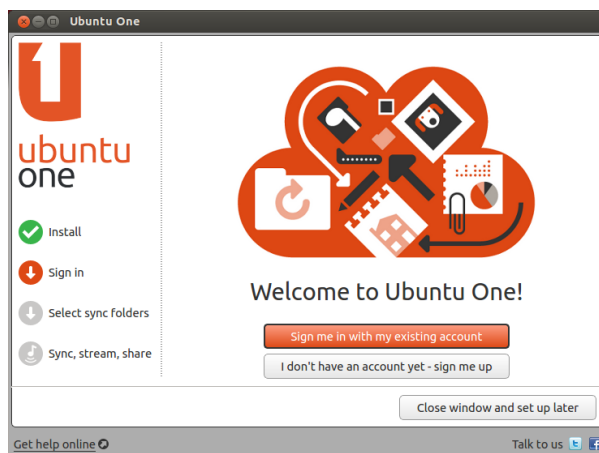 Ubuntu One
ubuntu
one
Install
Sign in
Select sync folders
Sync, stream, share
Welcome to Ubuntu One!
Sign me in with my existing account
I don't have an account yet - sign me up
Close window and set up later
Get help online
Talk to us